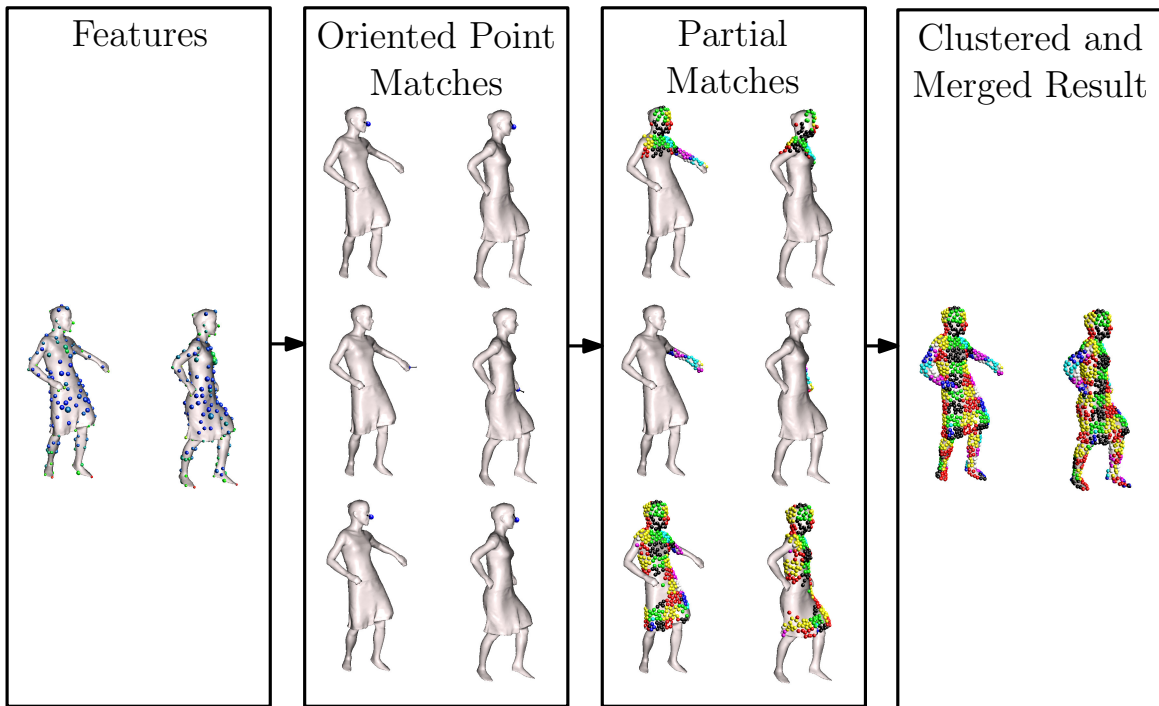 Features
Oriented Point
Matches
Partial
Matches
Clustered and
Merged Result